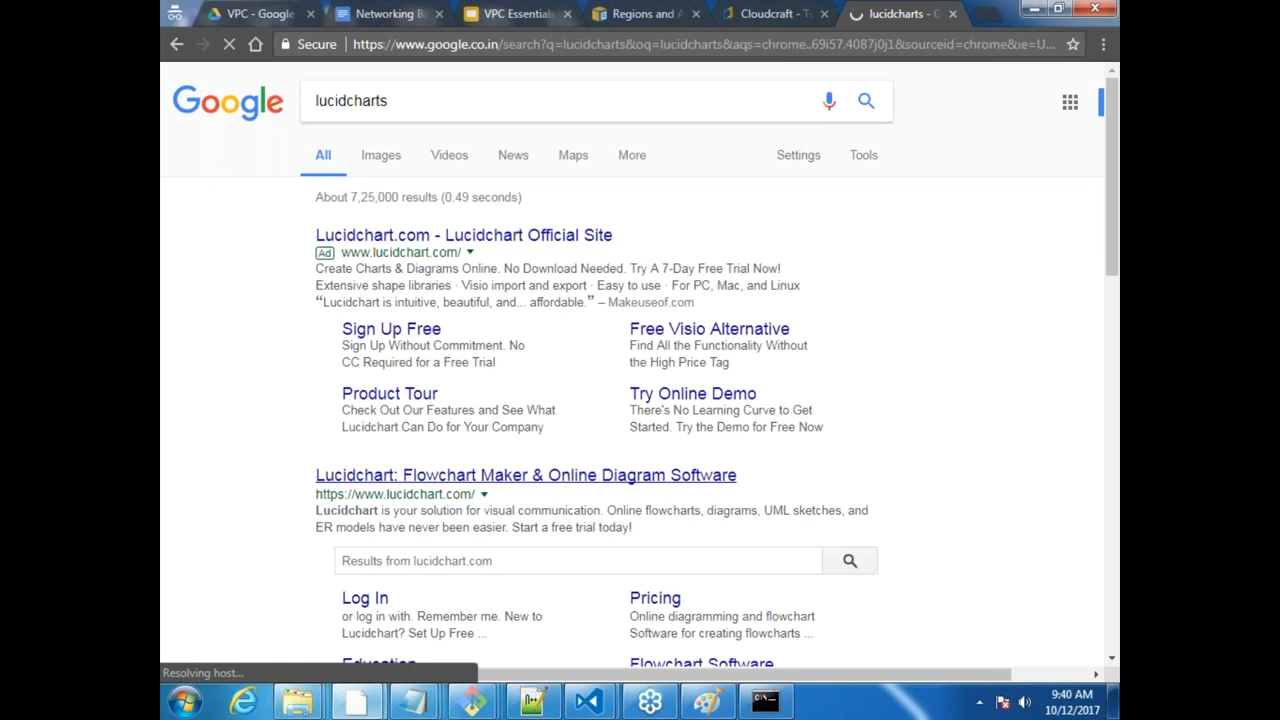 VPC - Google
Networking Ba
VPC Essentials
Regions and A
Cloudcraft - To
lucidcharts - G
Secure
https://www.google.co.in/search?q=lucidcharts&oq=lucidcharts&aqs=chrome..69i57.4087j0j1&sourceid=chrome&ie=U...
Google
lucidcharts
All Images Videos News Maps More Settings Tools
About 7,25,000 results (0.49 seconds)
Lucidchart.com - Lucidchart Official Site
Ad www.lucidchart.com/
Create Charts & Diagrams Online. No Download Needed. Try A 7-Day Free Trial Now!
Extensive shape libraries · Visio import and export · Easy to use · For PC, Mac, and Linux
“Lucidchart is intuitive, beautiful, and... affordable.” – Makeuseof.com
Sign Up Free
Sign Up Without Commitment. No
CC Required for a Free Trial
Free Visio Alternative
Find All the Functionality Without
the High Price Tag
Product Tour
Check Out Our Features and See What
Lucidchart Can Do for Your Company
Try Online Demo
There's No Learning Curve to Get
Started. Try the Demo for Free Now
Lucidchart: Flowchart Maker & Online Diagram Software
https://www.lucidchart.com/
Lucidchart is your solution for visual communication. Online flowcharts, diagrams, UML sketches, and
ER models have never been easier. Start a free trial today!
Results from lucidchart.com
Log In
or log in with. Remember me. New to
Lucidchart? Set Up Free ...
Pricing
Online diagramming and flowchart
Software for creating flowcharts ...
Education
Flowchart Software
Resolving host...
9:40 AM
10/12/2017